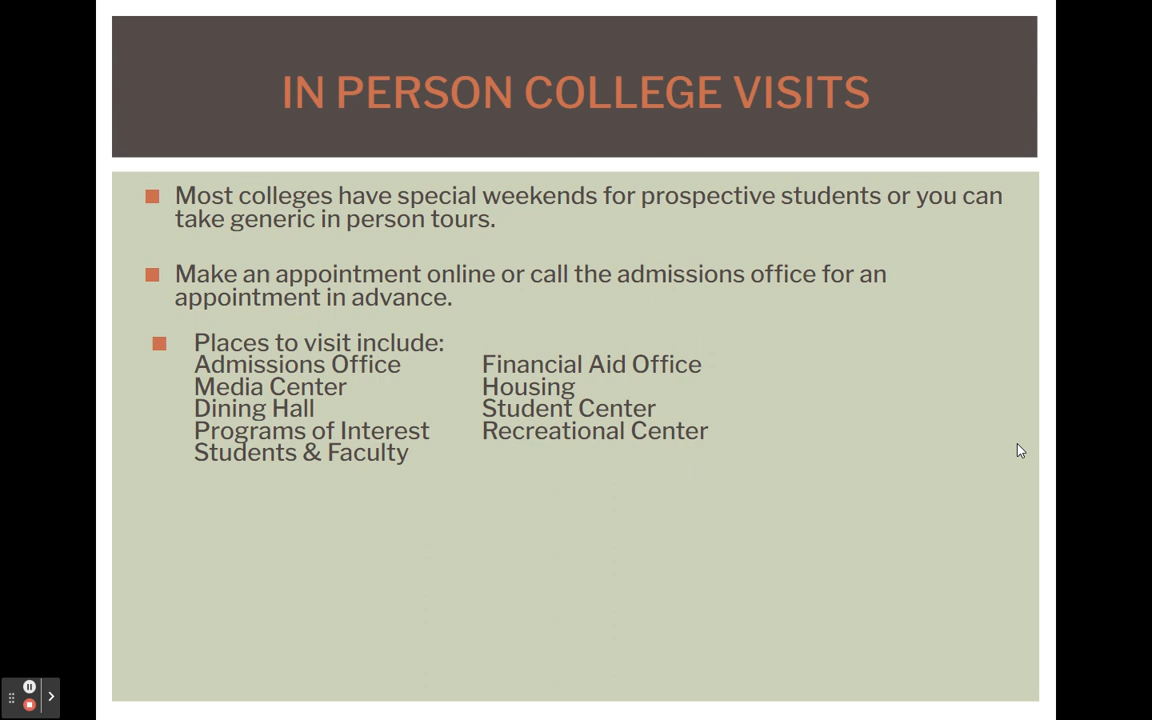 IN PERSON COLLEGE VISITS
Most colleges have special weekends for prospective students or you can
take generic in person tours.
Make an appointment online or call the admissions office for an
appointment in advance.
Places to visit include:
Admissions Office Financial Aid Office
Media Center Housing
Dining Hall Student Center
Programs of Interest Recreational Center
Students & Faculty